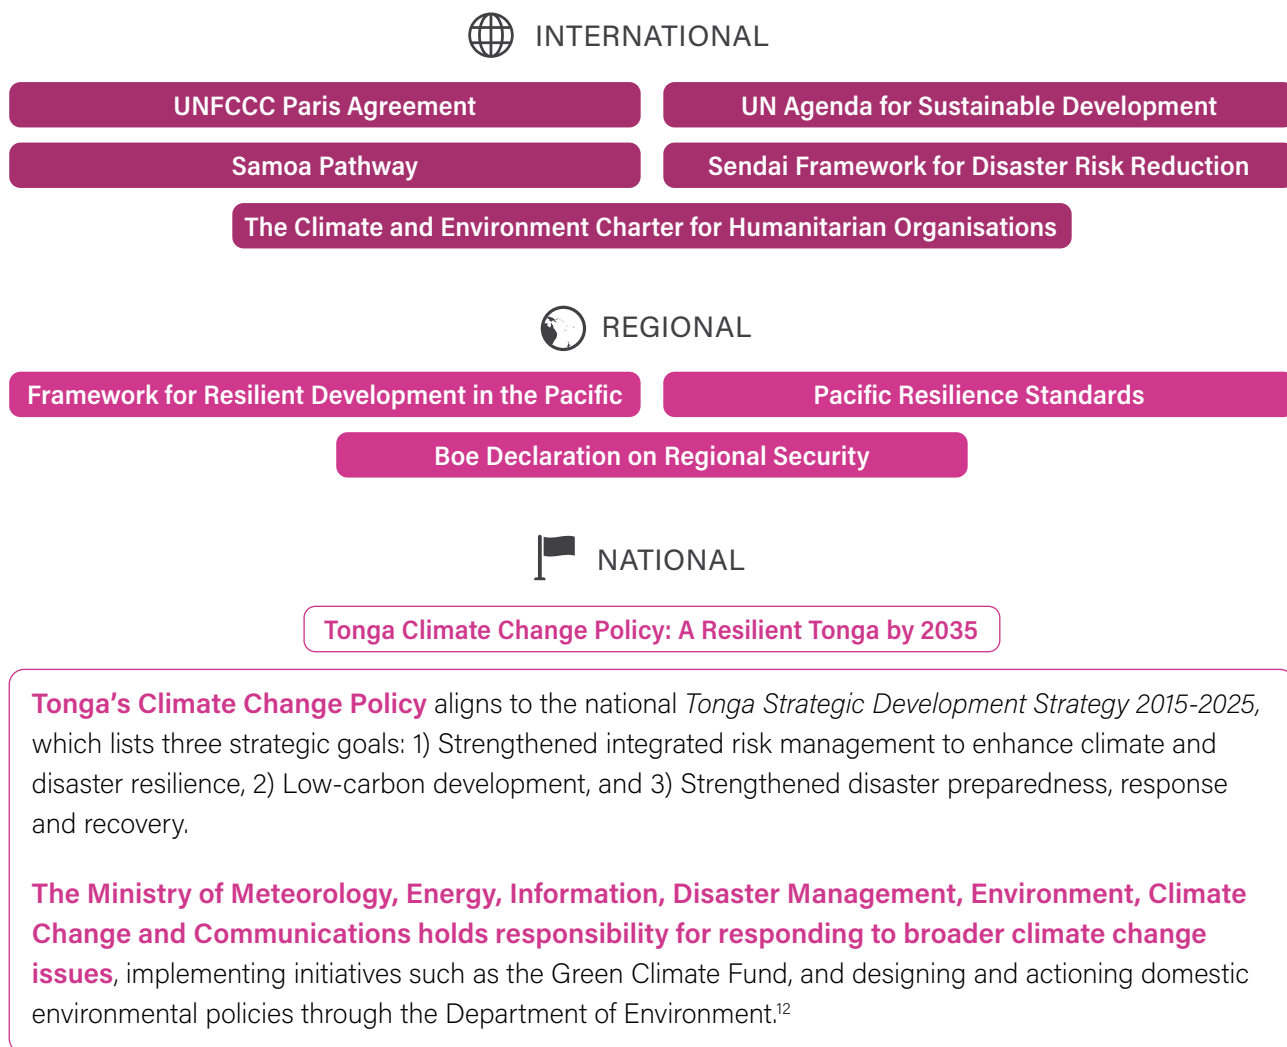 INTERNATIONAL
UNFCCC Paris Agreement
UN Agenda for Sustainable Development
Samoa Pathway
Sendai Framework for Disaster Risk Reduction
The Climate and Environment Charter for Humanitarian Organisations
REGIONAL
Framework for Resilient Development in the Pacific
Pacific Resilience Standards
Boe Declaration on Regional Security
NATIONAL
Tonga Climate Change Policy: A Resilient Tonga by 2035
Tonga’s Climate Change Policy aligns to the national Tonga Strategic Development Strategy 2015-2025,
which lists three strategic goals: 1) Strengthened integrated risk management to enhance climate and
disaster resilience, 2) Low-carbon development, and 3) Strengthened disaster preparedness, response
and recovery.
The Ministry of Meteorology, Energy, Information, Disaster Management, Environment, Climate
Change and Communications holds responsibility for responding to broader climate change
issues, implementing initiatives such as the Green Climate Fund, and designing and actioning domestic
environmental policies through the Department of Environment.12